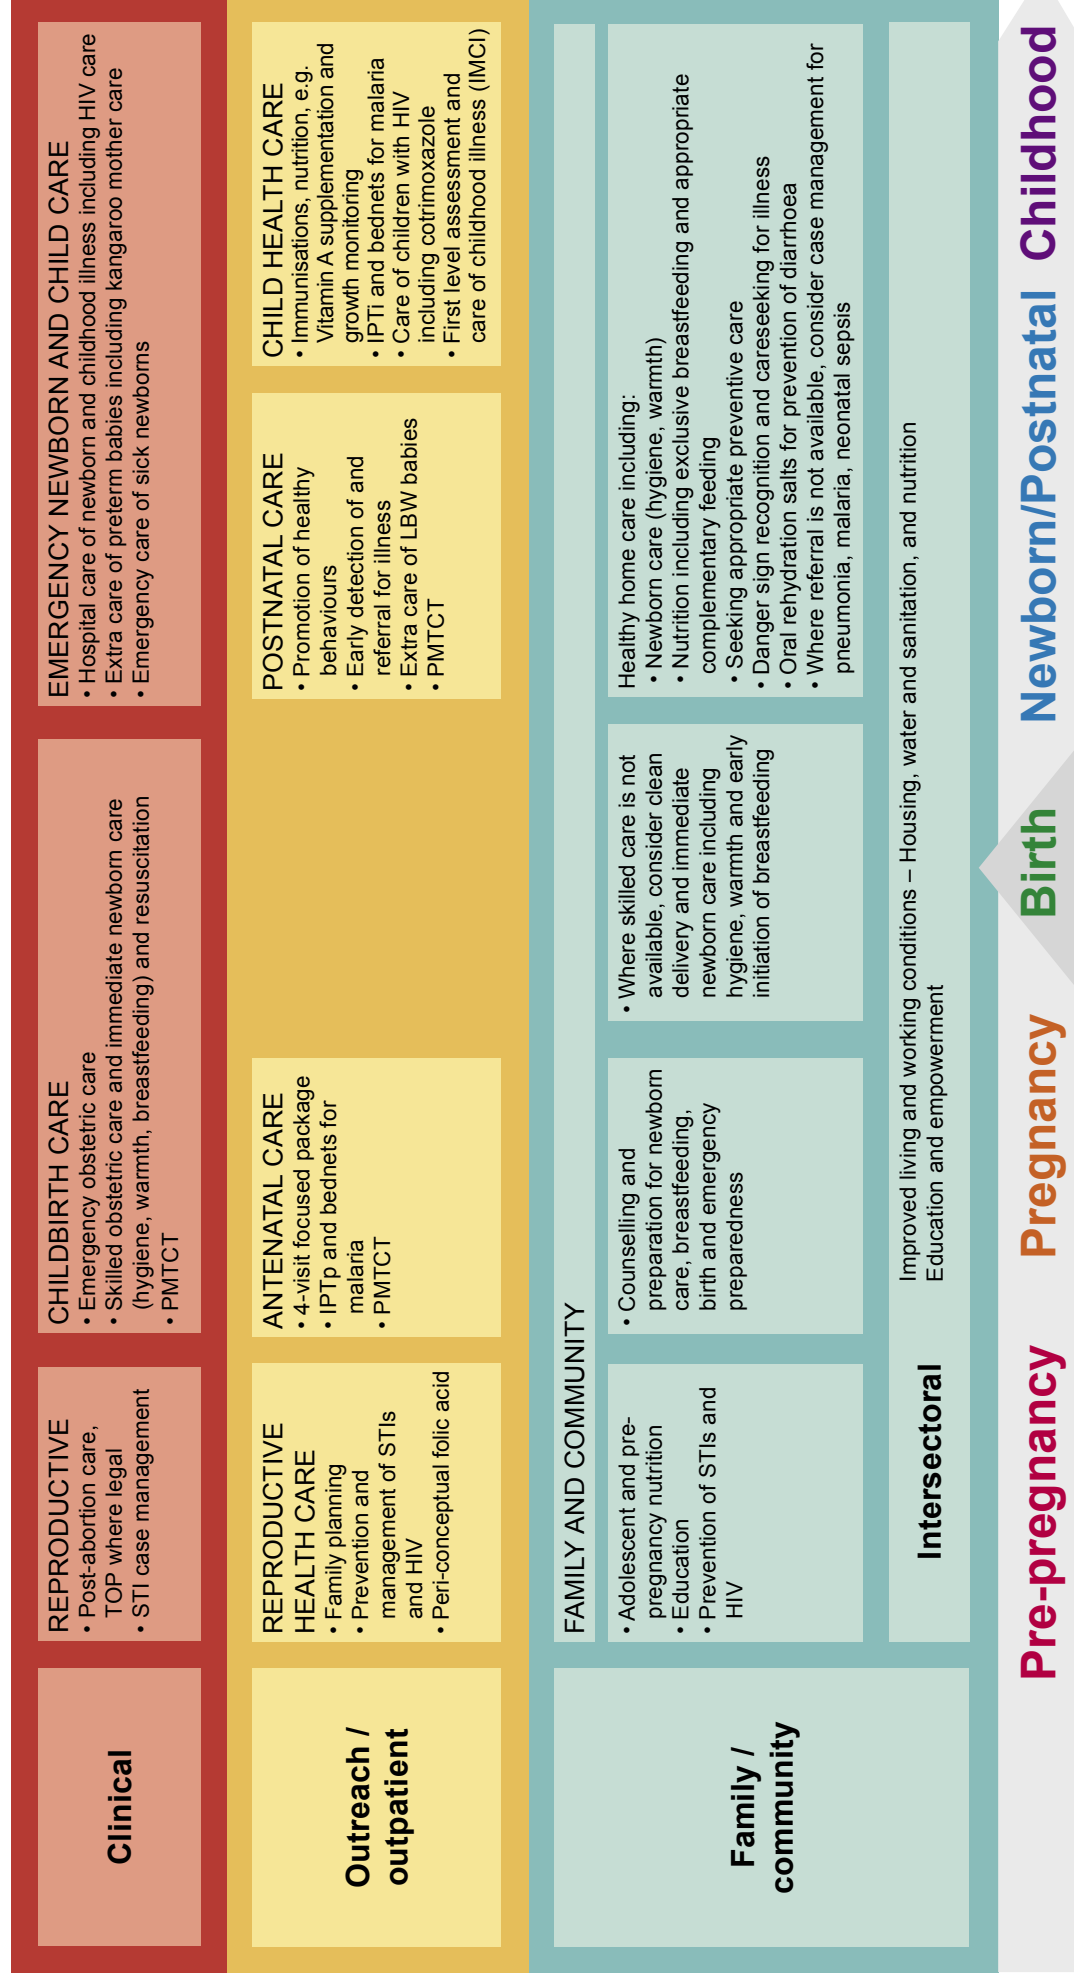 Clinical
REPRODUCTIVE
• Post-abortion care,
TOP where legal
• STI case management
CHILDBIRTH CARE
• Emergency obstetric care
• Skilled obstetric care and immediate newborn care
(hygiene, warmth, breastfeeding) and resuscitation
• PMTCT
EMERGENCY NEWBORN AND CHILD CARE
• Hospital care of newborn and childhood illness including HIV care
• Extra care of preterm babies including kangaroo mother care
• Emergency care of sick newborns
Outreach /
outpatient
REPRODUCTIVE
HEALTH CARE
• Family planning
• Prevention and
management of STIs
and HIV
• Peri-conceptual folic acid
ANTENATAL CARE
• 4-visit focused package
• IPTp and bednets for
malaria
• PMTCT
POSTNATAL CARE
• Promotion of healthy
behaviours
• Early detection of and
referral for illness
• Extra care of LBW babies
• PMTCT
CHILD HEALTH CARE
• Immunisations, nutrition, e.g.
Vitamin A supplementation and
growth monitoring
• IPTi and bednets for malaria
• Care of children with HIV
including cotrimoxazole
• First level assessment and
care of childhood illness (IMCI)
Family /
community
FAMILY AND COMMUNITY
• Adolescent and pre-
pregnancy nutrition
• Education
• Prevention of STIs and
HIV
• Counselling and
preparation for newborn
care, breastfeeding,
birth and emergency
preparedness
• Where skilled care is not
available, consider clean
delivery and immediate
newborn care including
hygiene, warmth and early
initiation of breastfeeding
Healthy home care including:
• Newborn care (hygiene, warmth)
• Nutrition including exclusive breastfeeding and appropriate
complementary feeding
• Seeking appropriate preventive care
• Danger sign recognition and careseeking for illness
• Oral rehydration salts for prevention of diarrhoea
• Where referral is not available, consider case management for
pneumonia, malaria, neonatal sepsis
Intersectoral
Improved living and working conditions – Housing, water and sanitation, and nutrition
Education and empowerment
Pre-pregnancy
Pregnancy
Birth
Newborn/Postnatal
Childhood